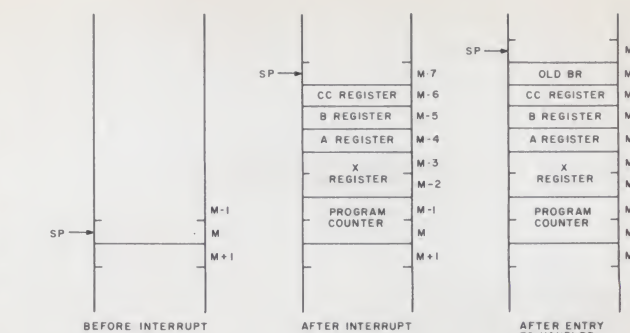 SP
M-1
M
M+1
BEFORE INTERRUPT
SP
M-7
CC REGISTER
M-6
B REGISTER
M-5
A REGISTER
M-4
X
REGISTER
M-3
M-2
PROGRAM
COUNTER
M-1
M
M+1
AFTER INTERRUPT
SP
OLD BR
CC REGISTER
B REGISTER
A REGISTER
X
REGISTER
PROGRAM
COUNTER
AFTER ENTRY